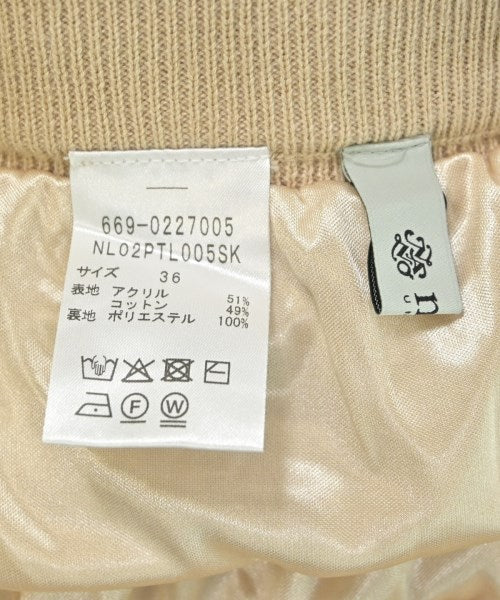 669-0227005
NL02PTL005SK
サイズ 36
表地 アクリル 51%
コットン 49%
裏地 ポリエステル 100%
F W
n
c